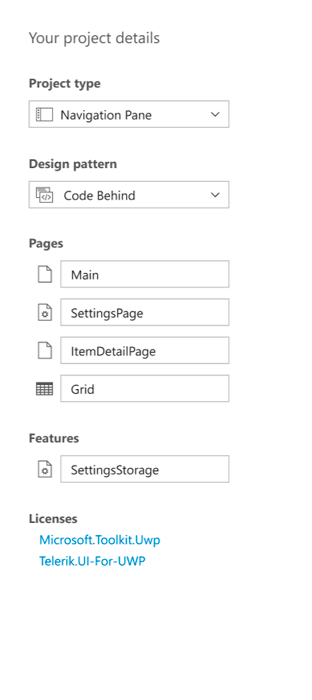 Your project details
Project type
Navigation Pane
Design pattern
Code Behind
Pages
Main
SettingsPage
ItemDetailPage
Grid
Features
SettingsStorage
Licenses
Microsoft.Toolkit.Uwp
Telerik.UI-For-UWP